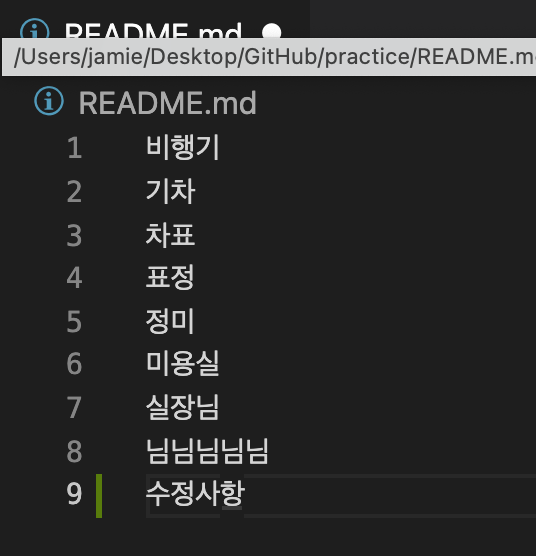 README.md
/Users/jamie/Desktop/GitHub/practice/README.m
README.md
1 비행기
2 기차
3 차표
4 표정
5 정미
6 미용실
7 실장님
8 님님님님님
9 수정사항